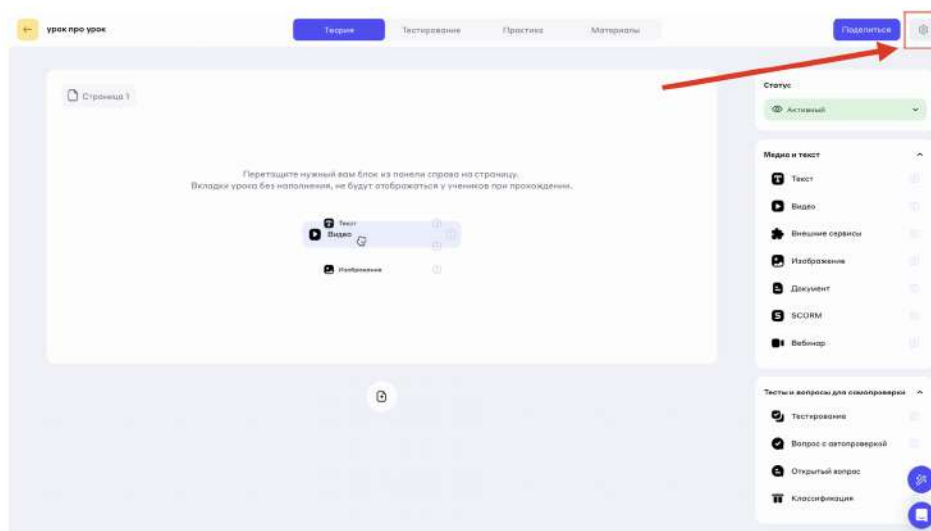 урок про урок
Теория
Тестирование
Практика
Материалы
Поделиться
Страница 1
Перетащите нужный вам блок из панели справа на страницу.
Вкладки урока без наполнения, не будут отображаться у учеников при прохождении.
Текст
Видео
Изображение
Статус
Активный
Медиа и текст
Текст
Видео
Внешние сервисы
Изображение
Документ
SCORM
Вебинар
Тесты и вопросы для самопроверки
Тестирование
Вопрос с автопроверкой
Открытый вопрос
Классификация